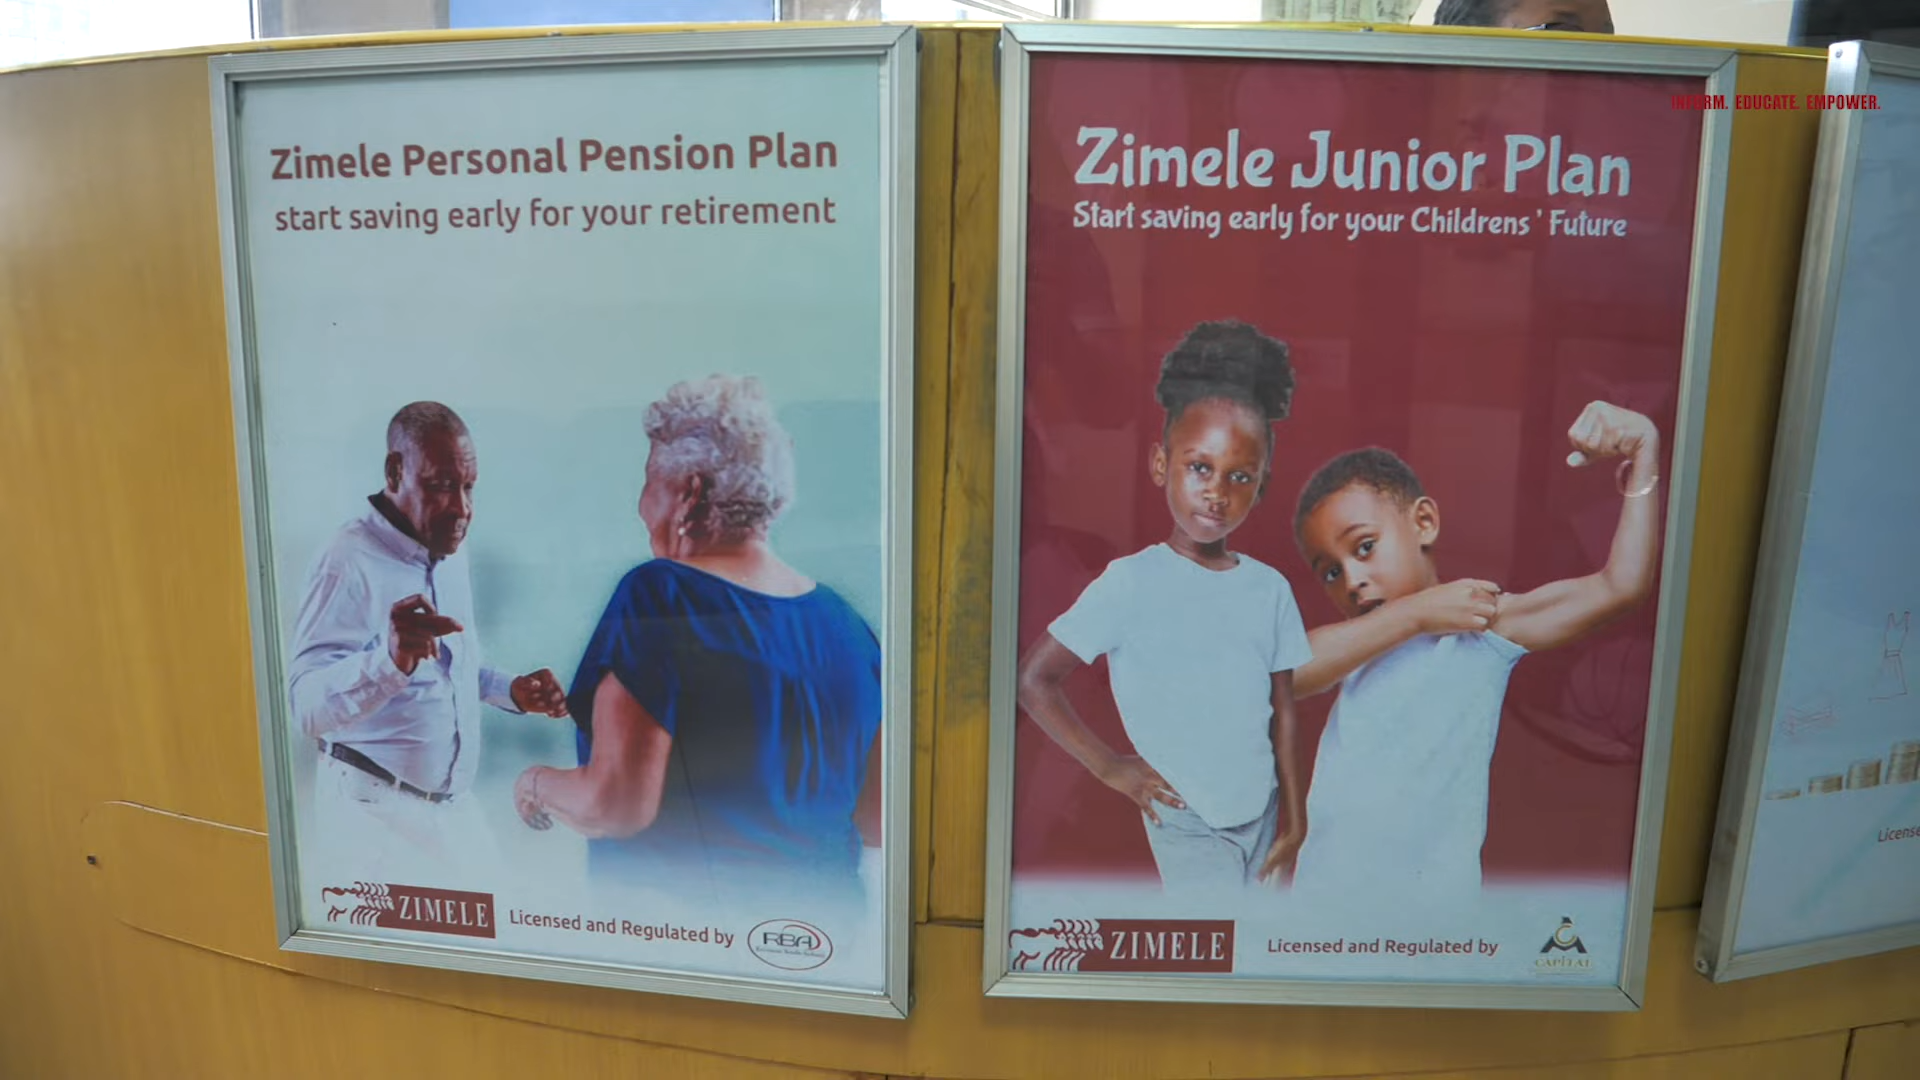 Zimele Personal Pension Plan
start saving early for your retirement
ZIMELE
Licensed and Regulated by
RBA
Zimele Junior Plan
Start saving early for your Childrens' Future
ZIMELE
Licensed and Regulated by
CAPITAL
INFORM. EDUCATE. EMPOWER.